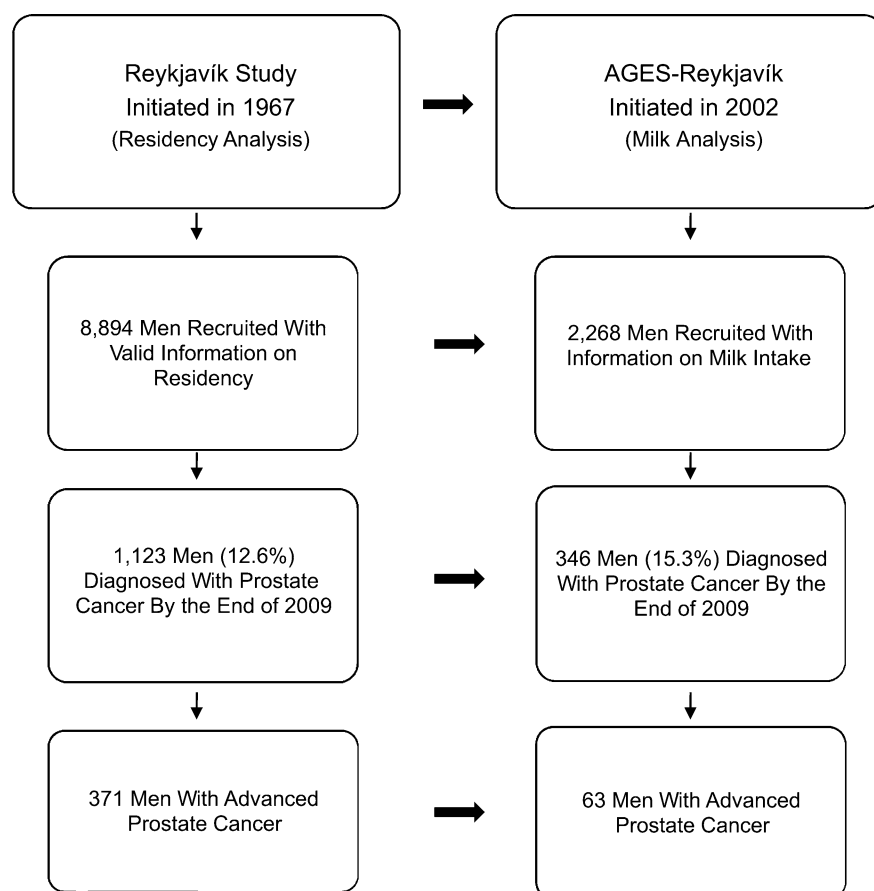 Reykjavík Study
Initiated in 1967
(Residency Analysis)
AGES-Reykjavík
Initiated in 2002
(Milk Analysis)
8,894 Men Recruited With
Valid Information on
Residency
2,268 Men Recruited With
Information on Milk Intake
1,123 Men (12.6%)
Diagnosed With Prostate
Cancer By the End of 2009
346 Men (15.3%) Diagnosed
With Prostate Cancer By the
End of 2009
371 Men With Advanced
Prostate Cancer
63 Men With Advanced
Prostate Cancer